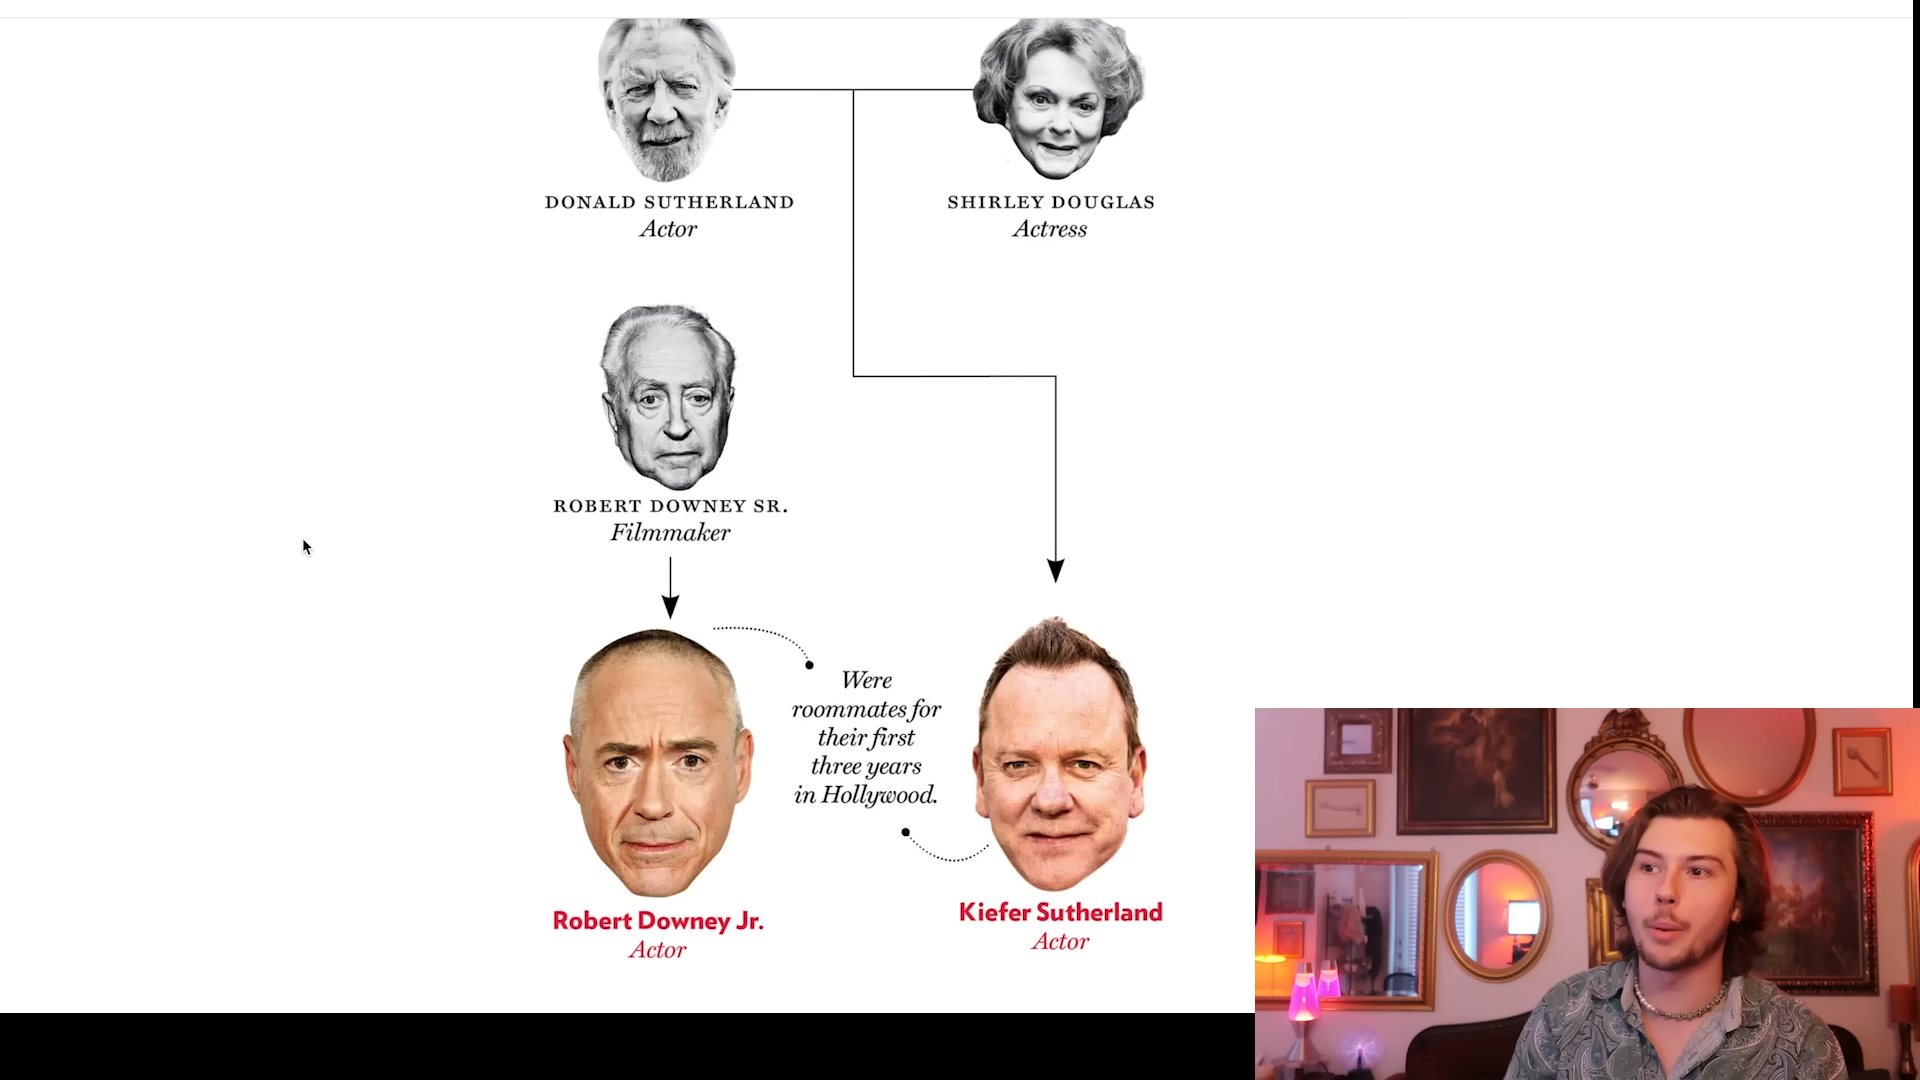 DONALD SUTHERLAND
Actor
SHIRLEY DOUGLAS
Actress
ROBERT DOWNEY SR.
Filmmaker
Were
roommates for
their first
three years
in Hollywood.
Robert Downey Jr.
Actor
Kiefer Sutherland
Actor